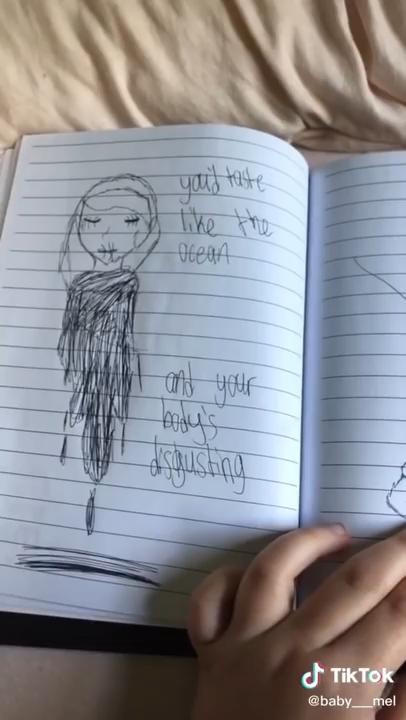 you'd taste
like the
ocean
and your
body's
disgusting
TikTok
@baby___mel